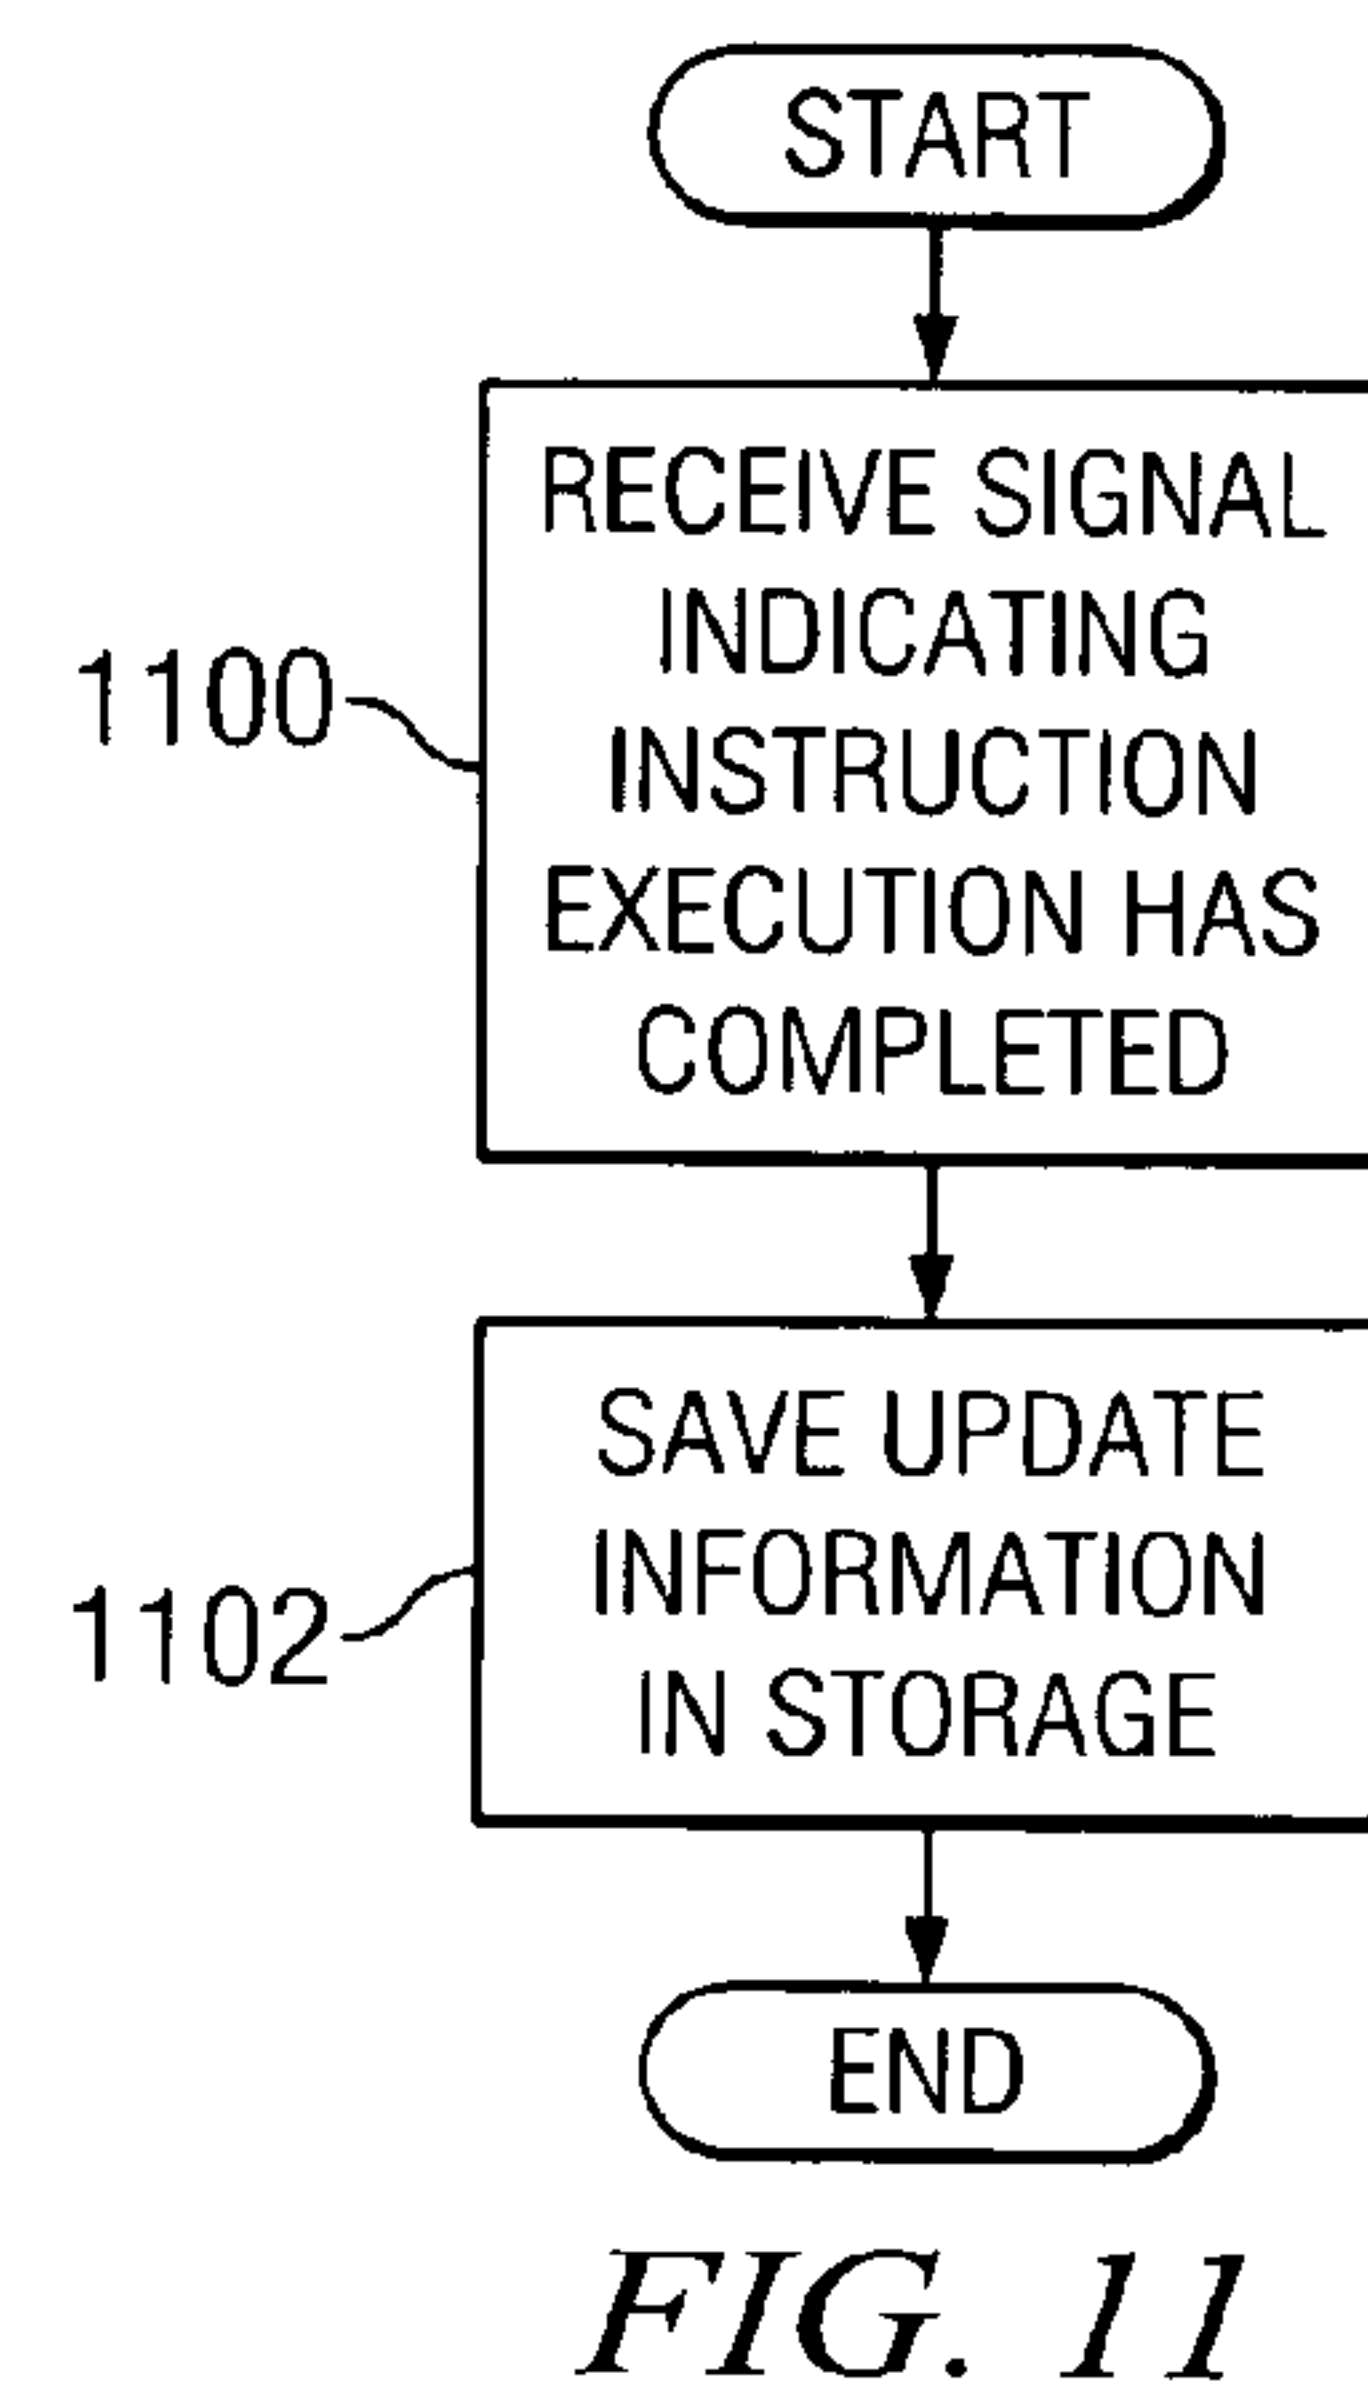 START
RECEIVE SIGNAL
INDICATING
INSTRUCTION
EXECUTION HAS
COMPLETED
1100
SAVE UPDATE
INFORMATION
IN STORAGE
1102
END
FIG. 11